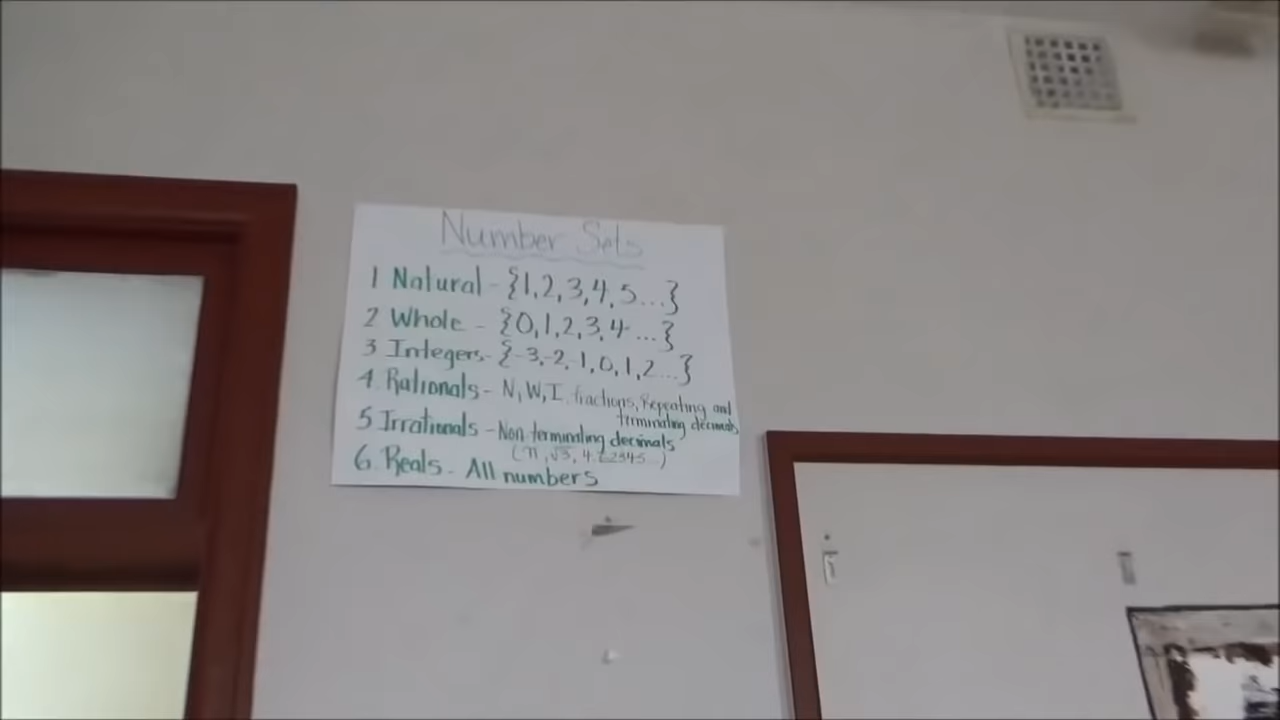 Number Sets
1 Natural - {1, 2, 3, 4, 5 ...}
2 Whole - {0, 1, 2, 3, 4 ...}
3 Integers - {-3, -2, -1, 0, 1, 2 ...}
4. Rationals - N, W, I, fractions, Repeating and
terminating decimals
5 Irrationals - Non-terminating decimals
(π, √3,
6. Reals - All numbers